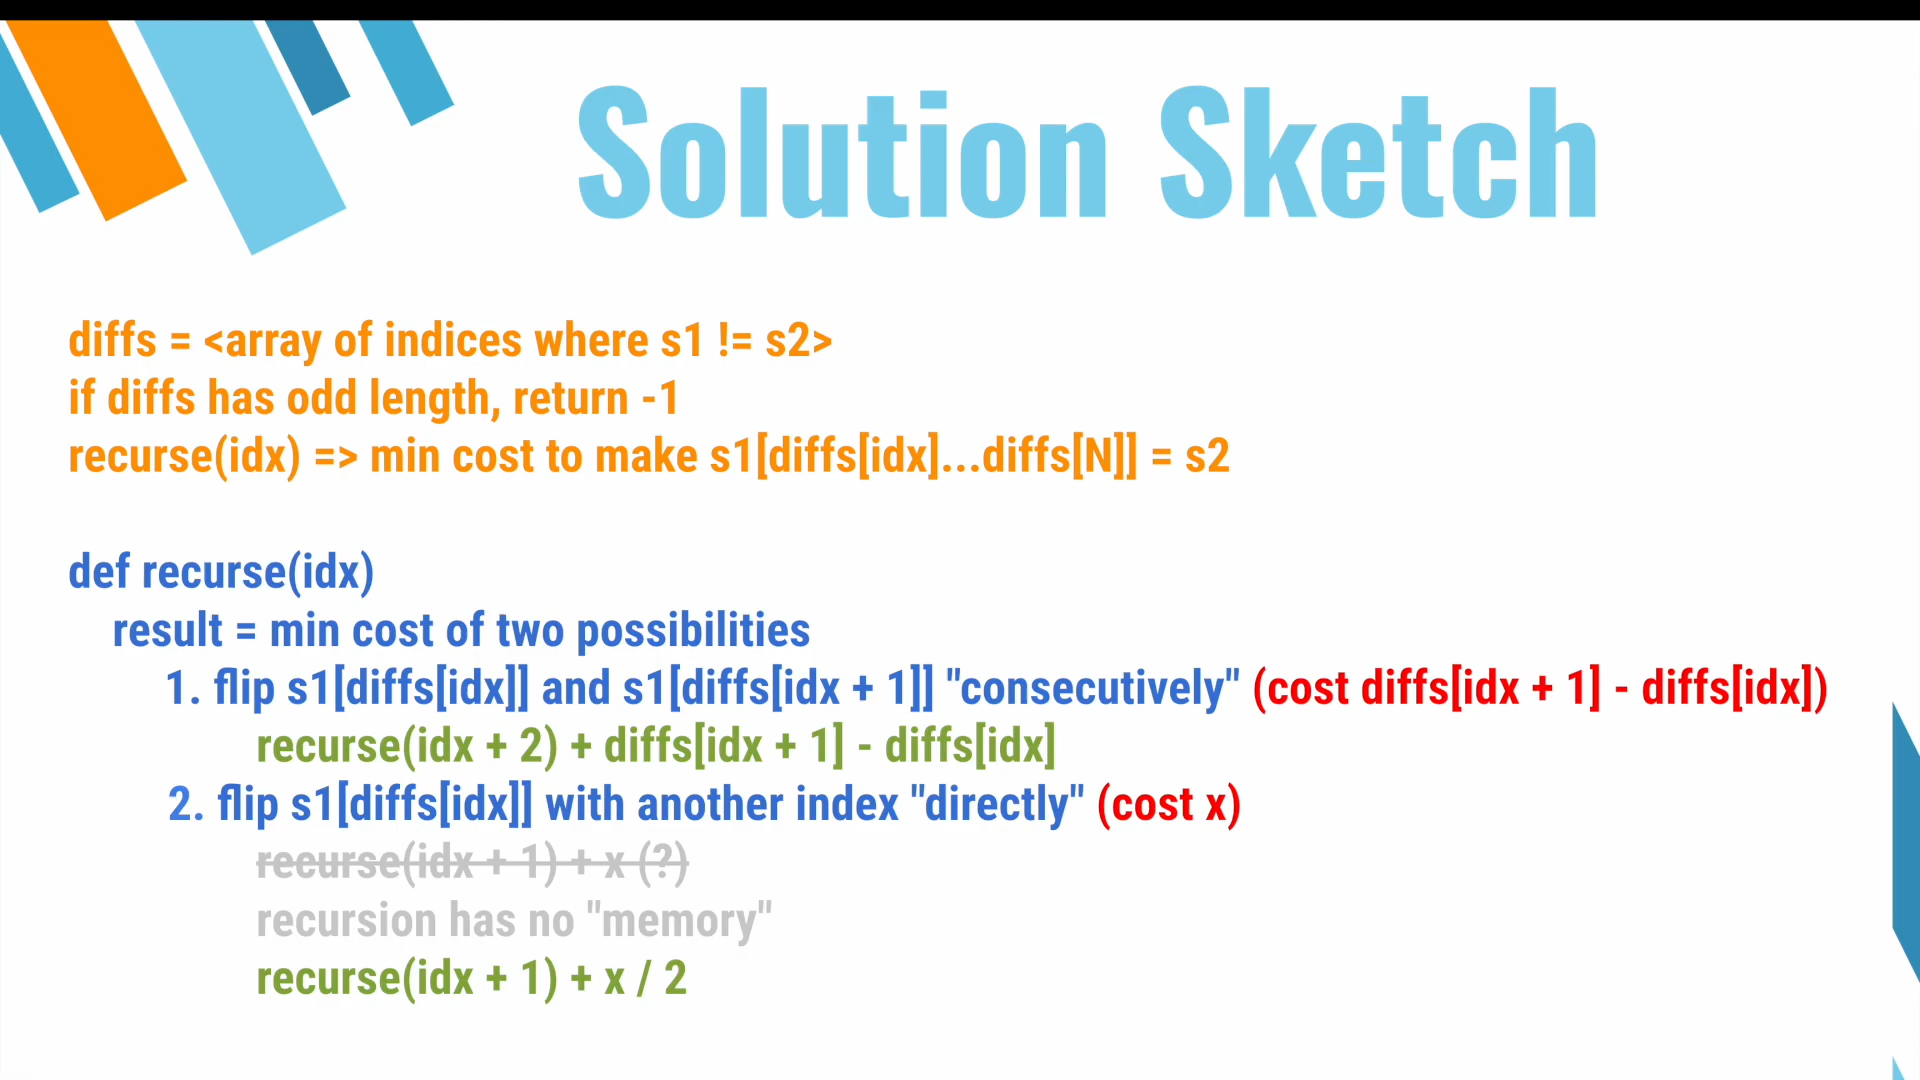 Solution Sketch
diffs = <array of indices where s1 != s2>
if diffs has odd length, return -1
recurse(idx) => min cost to make s1[diffs[idx]...diffs[N]] = s2
def recurse(idx)
result = min cost of two possibilities
1. flip s1[diffs[idx]] and s1[diffs[idx + 1]] "consecutively" (cost diffs[idx + 1] - diffs[idx])
recurse(idx + 2) + diffs[idx + 1] - diffs[idx]
2. flip s1[diffs[idx]] with another index "directly" (cost x)
recurse(idx + 1) + x (?)
recursion has no "memory"
recurse(idx + 1) + x / 2